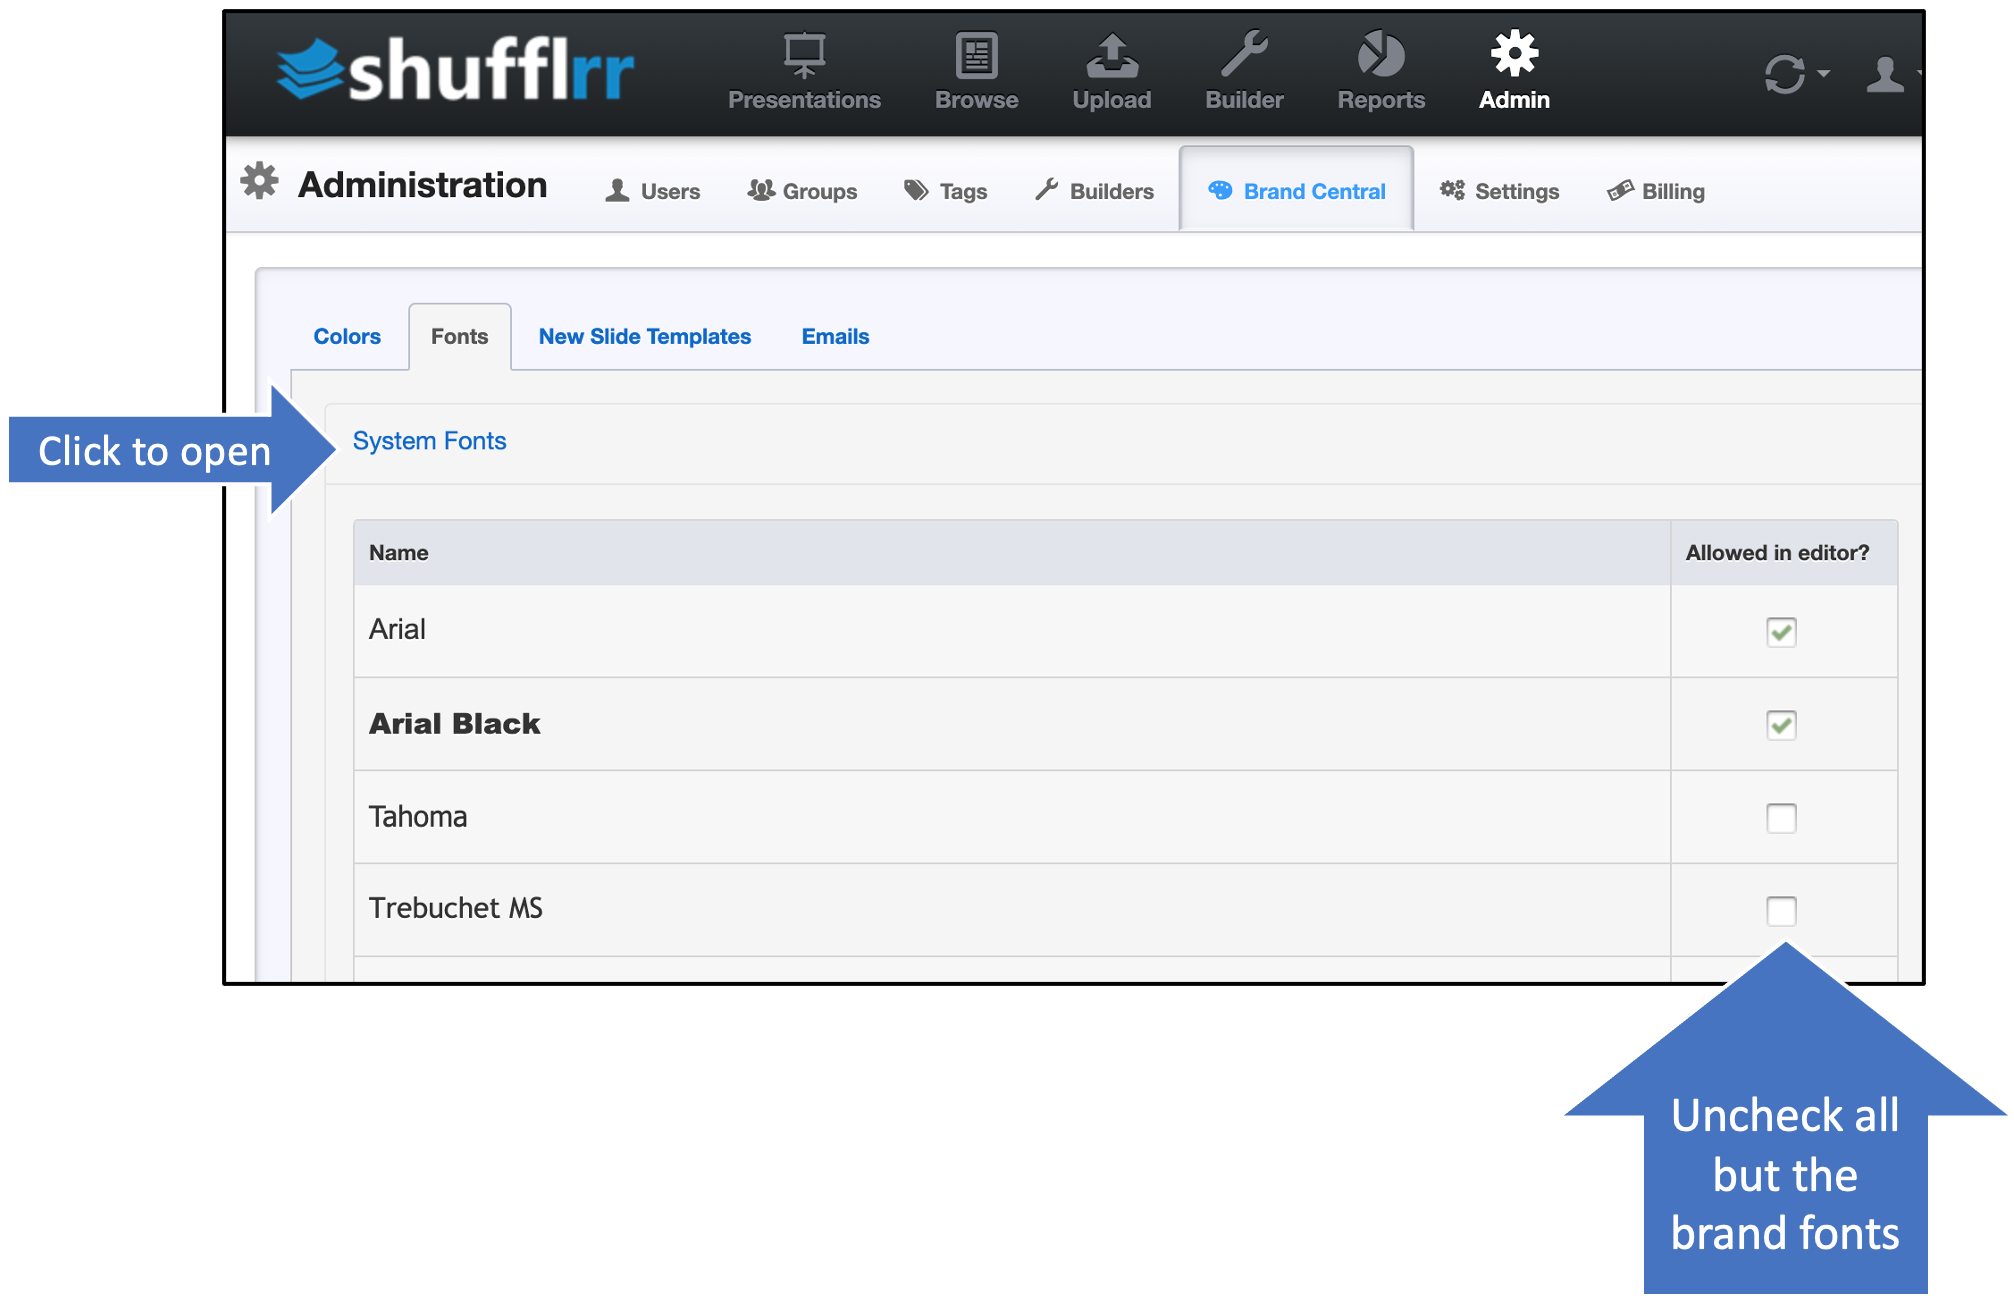 shufflrr
Presentations Browse Upload Builder Reports Admin
Administration Users Groups Tags Builders Brand Central Settings Billing
Colors Fonts New Slide Templates Emails
Click to open
System Fonts
Name Allowed in editor?
Arial
Arial Black
Tahoma
Trebuchet MS
Uncheck all
but the
brand fonts